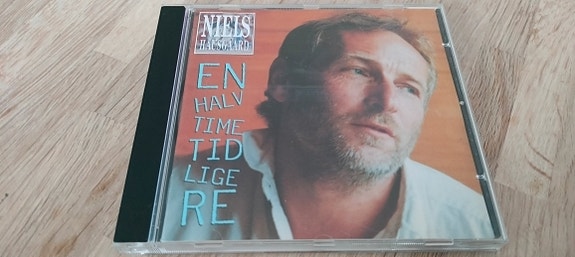 NIELS
HAUSGAARD
EN
HALV
TIME
TID
LIGE
RE